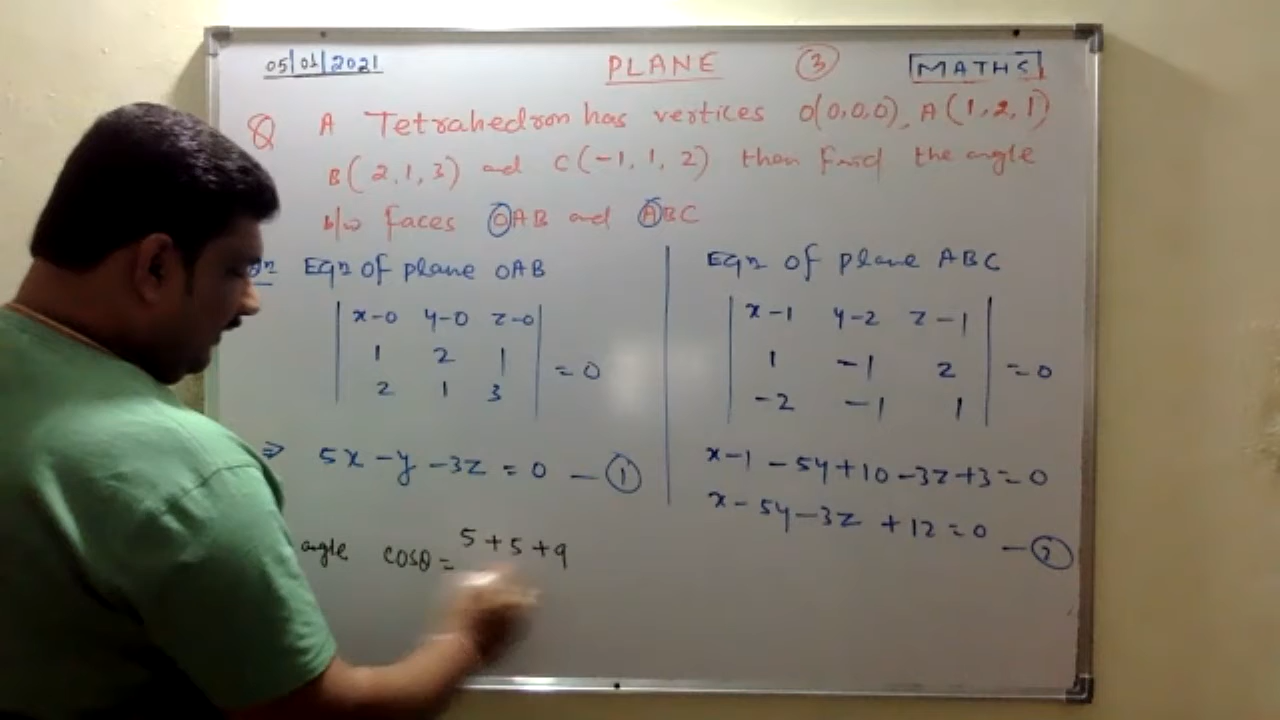 05/01/2021 PLANE ③ MATHS
Q A Tetrahedron has vertices O(0,0,0), A(1,2,1)
B(2,1,3) and C(-1,1,2) then Find the angle
b/w faces OAB and ABC
Eqn of plane OAB
x-0 y-0 z-0
1 2 1 = 0
2 1 3
⇒ 5x - y - 3z = 0 — ①
Eqn of plane ABC
x-1 y-2 z-1
1 -1 2 = 0
-2 -1 1
x-1 - 5y + 10 - 3z + 3 = 0
x - 5y - 3z + 12 = 0 — ②
angle cosθ = 5 + 5 + 9